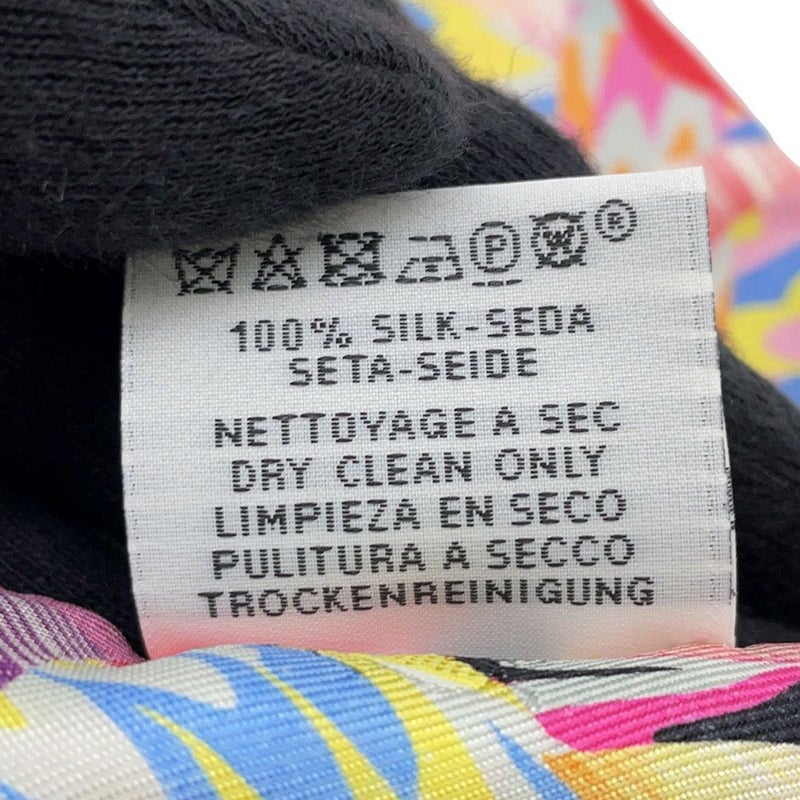 P W ®
100% SILK-SEDA
SETA-SEIDE
NETTOYAGE A SEC
DRY CLEAN ONLY
LIMPIEZA EN SECO
PULITURA A SECCO
TROCKENREINIGUNG